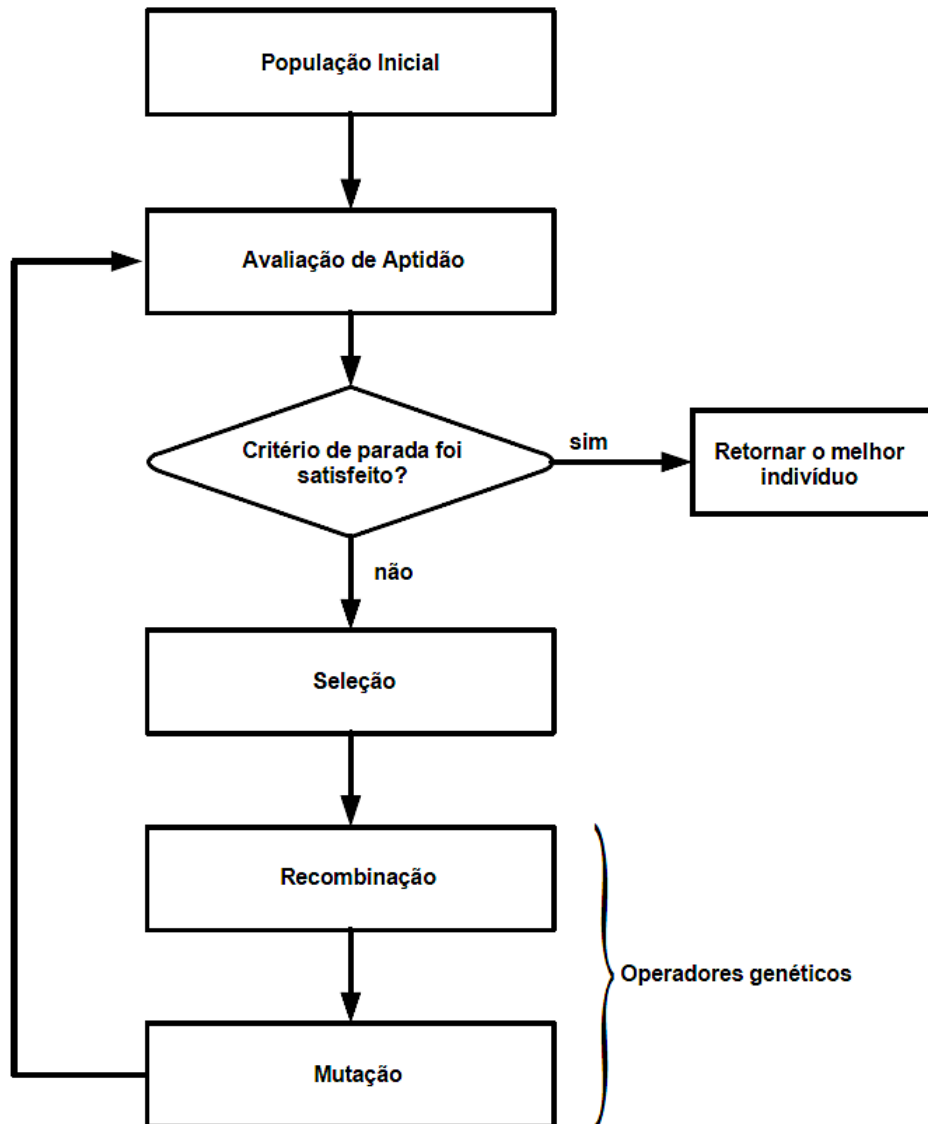 População Inicial
Avaliação de Aptidão
Critério de parada foi
satisfeito?
sim
Retornar o melhor
indivíduo
não
Seleção
Recombinação
Operadores genéticos
Mutação